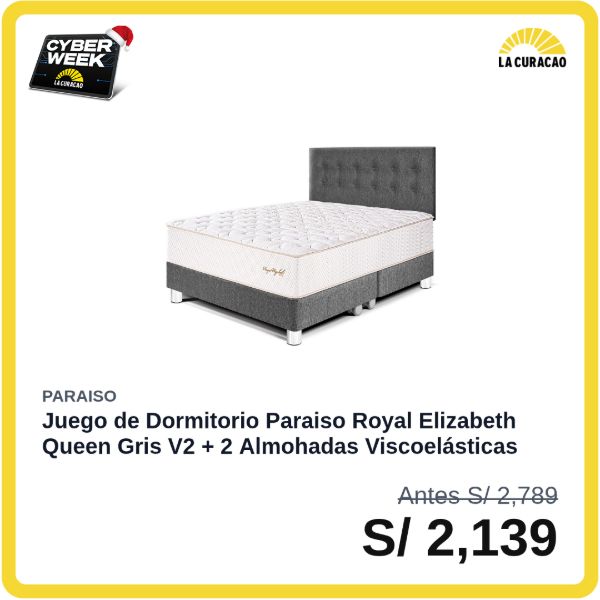 CYBER
WEEK
LA CURACAO
LA CURACAO
PARAISO
Juego de Dormitorio Paraiso Royal Elizabeth
Queen Gris V2 + 2 Almohadas Viscoelásticas
Antes S/ 2,789
S/ 2,139